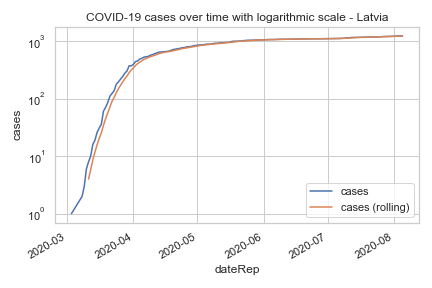 COVID-19 cases over time with logarithmic scale - Latvia
cases
10³
10²
10¹
10⁰
cases
cases (rolling)
2020-03
2020-04
2020-05
2020-06
2020-07
2020-08
dateRep